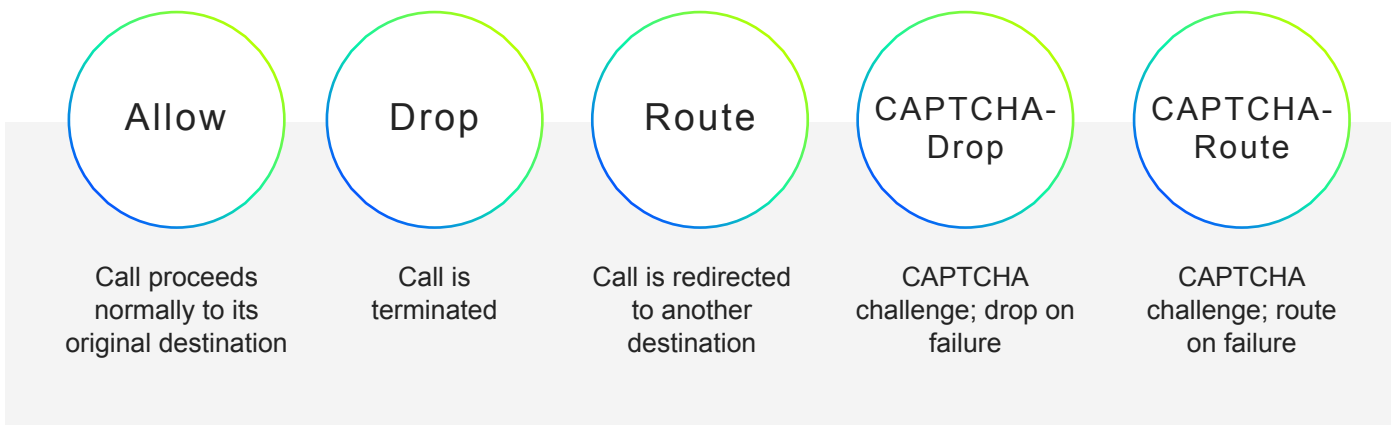 Allow
Call proceeds
normally to its
original destination
Drop
Call is
terminated
Route
Call is redirected
to another
destination
CAPTCHA-
Drop
CAPTCHA
challenge; drop on
failure
CAPTCHA-
Route
CAPTCHA
challenge; route
on failure